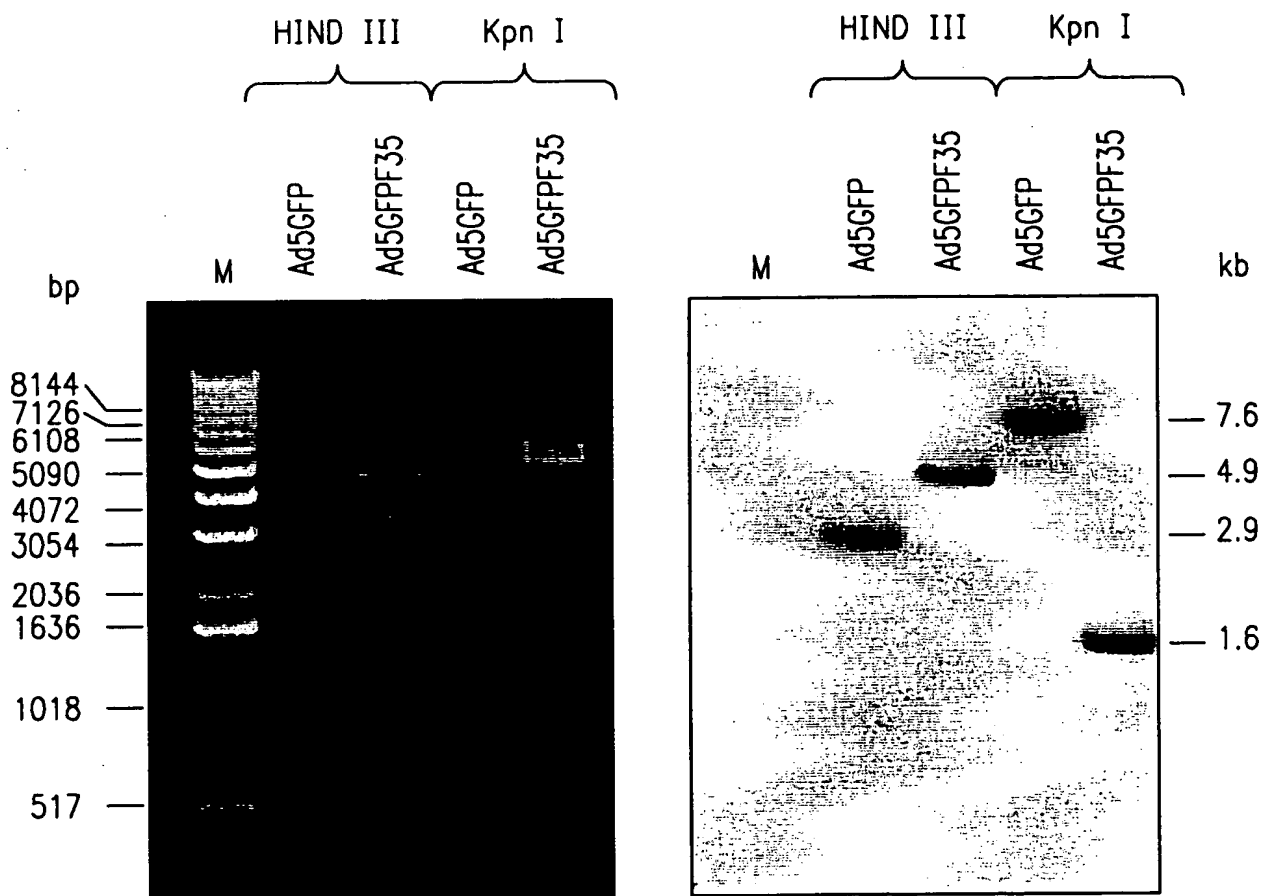 HIND III Kpn I
Ad5GFP Ad5GFPF35 Ad5GFP Ad5GFPF35
M
bp
8144
7126
6108
5090
4072
3054
2036
1636
1018
517
HIND III Kpn I
Ad5GFP Ad5GFPF35 Ad5GFP Ad5GFPF35
M
kb
7.6
4.9
2.9
1.6